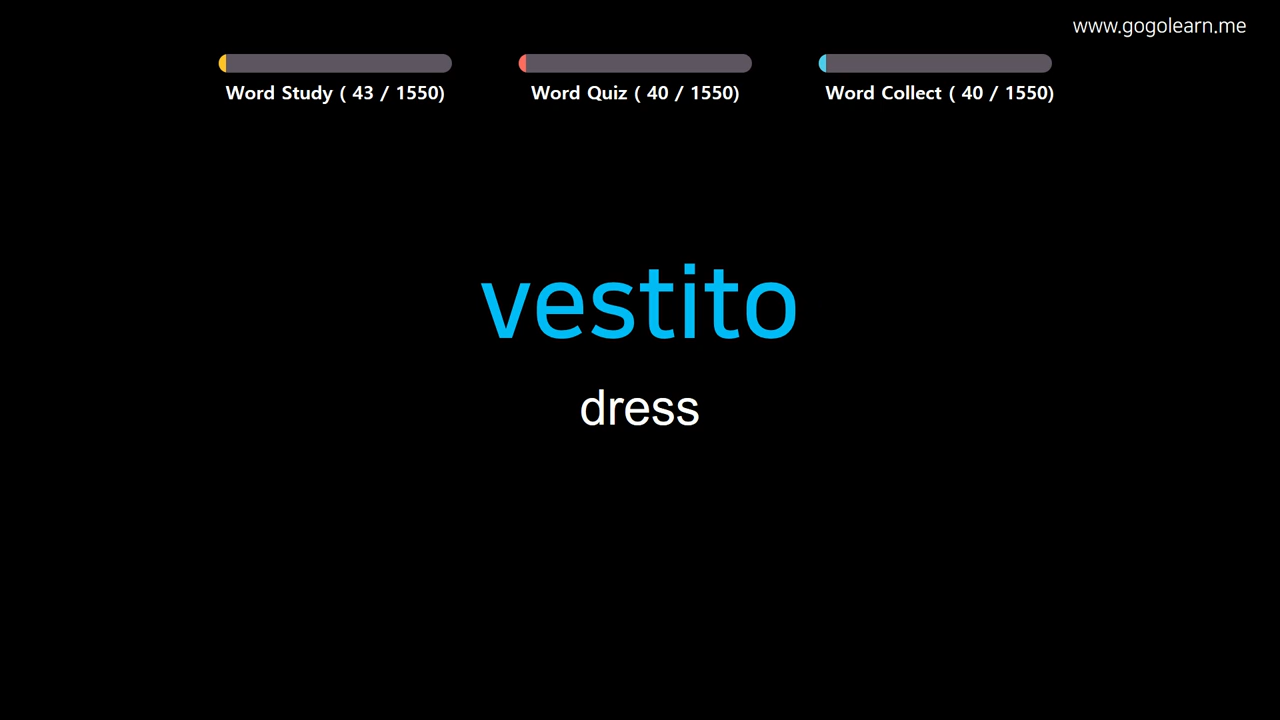 www.gogolearn.me
Word Study ( 43 / 1550)
Word Quiz ( 40 / 1550)
Word Collect ( 40 / 1550)
vestito
dress